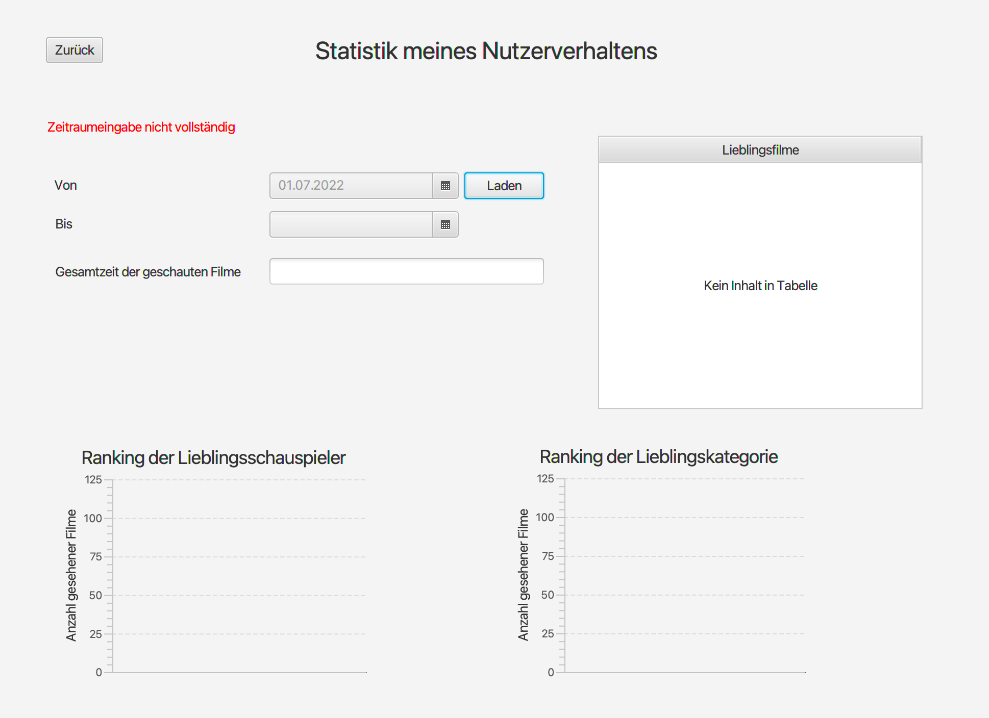 Zurück
Statistik meines Nutzerverhaltens
Zeitraumeingabe nicht vollständig
Von
01.07.2022
Laden
Bis
Gesamtzeit der geschauten Filme
Lieblingsfilme
Kein Inhalt in Tabelle
Ranking der Lieblingsschauspieler
125
100
75
50
25
0
Anzahl gesehener Filme
Ranking der Lieblingskategorie
125
100
75
50
25
0
Anzahl gesehener Filme